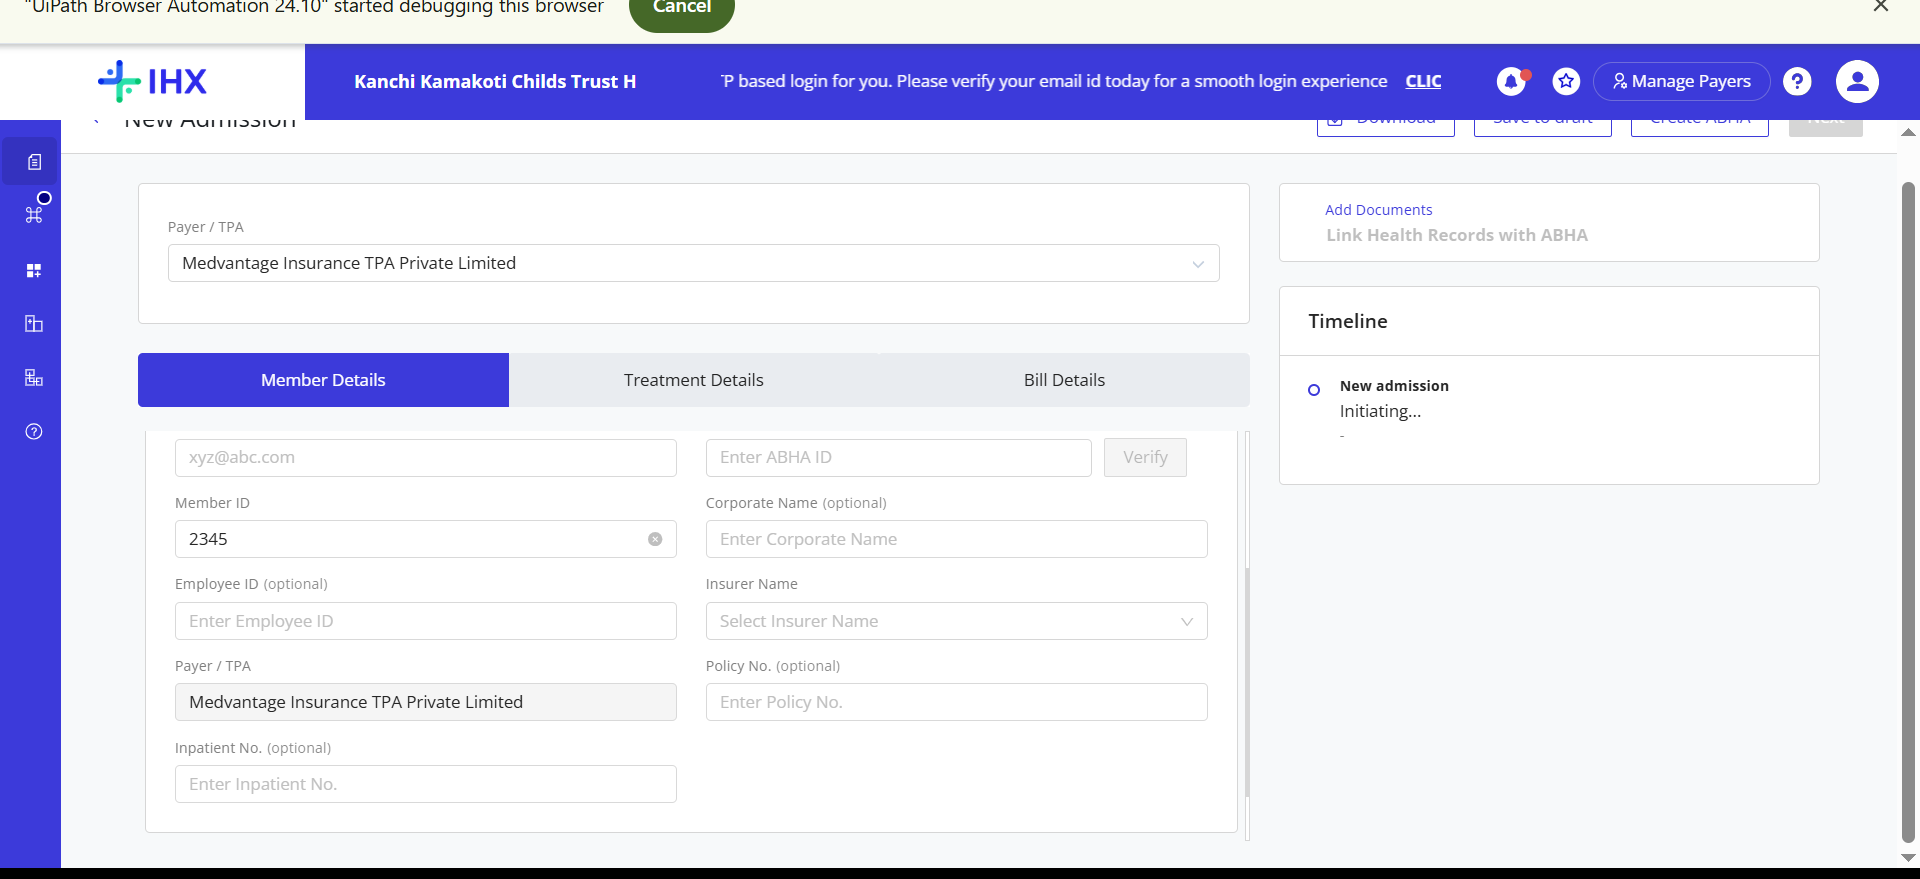 "UiPath Browser Automation 24.10" started debugging this browser
Cancel
IHX
Kanchi Kamakoti Childs Trust H
'P based login for you. Please verify your email id today for a smooth login experience CLIC
Manage Payers
New Admission
Download
Save to draft
Create ABHA
Next
Payer / TPA
Medvantage Insurance TPA Private Limited
Add Documents
Link Health Records with ABHA
Timeline
New admission
Initiating...
-
Member Details
Treatment Details
Bill Details
xyz@abc.com
Enter ABHA ID
Verify
Member ID
Corporate Name (optional)
2345
Enter Corporate Name
Employee ID (optional)
Insurer Name
Enter Employee ID
Select Insurer Name
Payer / TPA
Policy No. (optional)
Medvantage Insurance TPA Private Limited
Enter Policy No.
Inpatient No. (optional)
Enter Inpatient No.